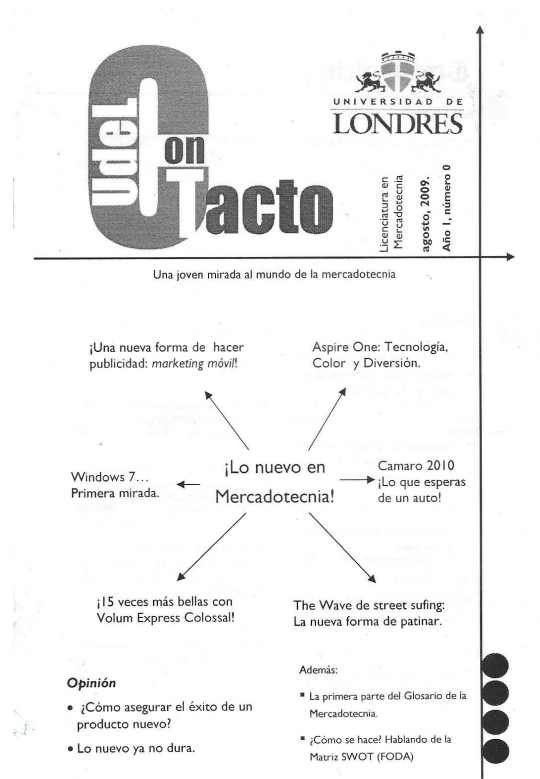 UdeL
Con
Tacto
UNIVERSIDAD DE
LONDRES
Licenciatura en
Mercadotecnia
agosto, 2009.
Año 1, número 0
Una joven mirada al mundo de la mercadotecnia
¡Una nueva forma de hacer
publicidad: marketing móvil!
Aspire One: Tecnología,
Color y Diversión.
¡Lo nuevo en
Mercadotecnia!
Windows 7...
Primera mirada.
Camaro 2010
¡Lo que esperas
de un auto!
¡15 veces más bellas con
Volum Express Colossal!
The Wave de street sufing:
La nueva forma de patinar.
Opinión
• ¿Cómo asegurar el éxito de un
producto nuevo?
• Lo nuevo ya no dura.
Además:
▪ La primera parte del Glosario de la
Mercadotecnia.
▪ ¿Cómo se hace? Hablando de la
Matriz SWOT (FODA)